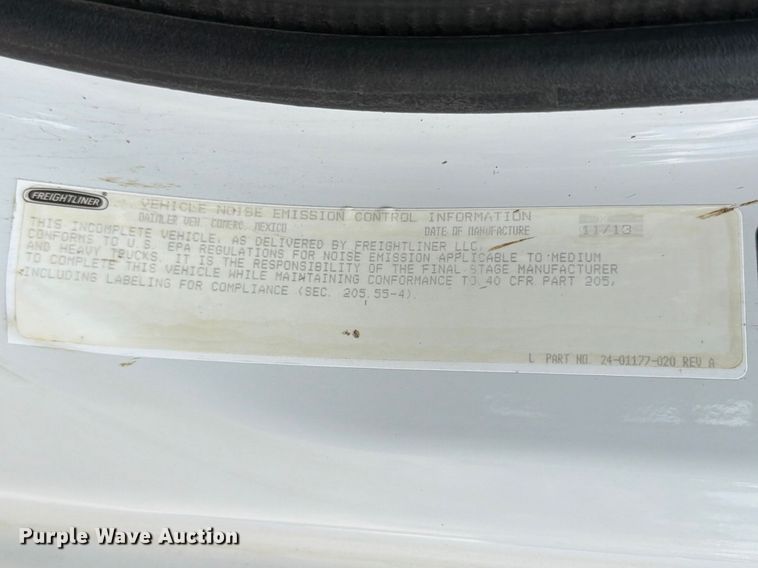 FREIGHTLINER
VEHICLE NOISE EMISSION CONTROL INFORMATION
DAIMLER VEH. COMERC. MEXICO DATE OF MANUFACTURE 11/13
THIS INCOMPLETE VEHICLE, AS DELIVERED BY FREIGHTLINER LLC,
CONFORMS TO U.S. EPA REGULATIONS FOR NOISE EMISSION APPLICABLE TO MEDIUM
AND HEAVY TRUCKS. IT IS THE RESPONSIBILITY OF THE FINAL STAGE MANUFACTURER
TO COMPLETE THIS VEHICLE WHILE MAINTAINING CONFORMANCE TO 40 CFR PART 205,
INCLUDING LABELING FOR COMPLIANCE (SEC. 205.55-4).
L PART NO. 24-01177-020 REV A
Purple Wave Auction